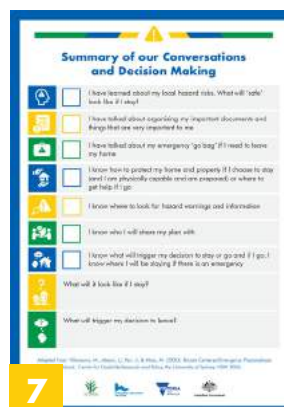 Summary of our Conversations
and Decision Making
I have learned about my local hazard risks. What will 'safe'
look like if I stay?
I have talked about organising my important documents and
things that are very important to me
I have talked about my emergency 'go bag' if I need to leave
my home
I know how to protect my home and property if I choose to stay
(and I am physically capable and am prepared) or where to
get help if I go
I know where to look for hazard warnings and information
I know who I will share my plan with
I know what will trigger my decision to stay or go and if I go, I
know where I will be staying if there is an emergency
What will it look like if I stay?
What will trigger my decision to leave?
7
VICTORIA